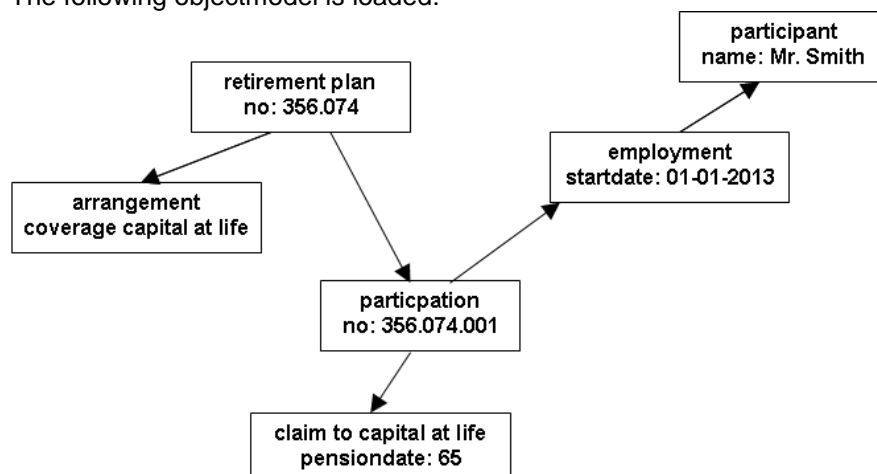 The following objectmodel is loaded:
participant
name: Mr. Smith
retirement plan
no: 356.074
employment
startdate: 01-01-2013
arrangement
coverage capital at life
particpation
no: 356.074.001
claim to capital at life
pensiondate: 65